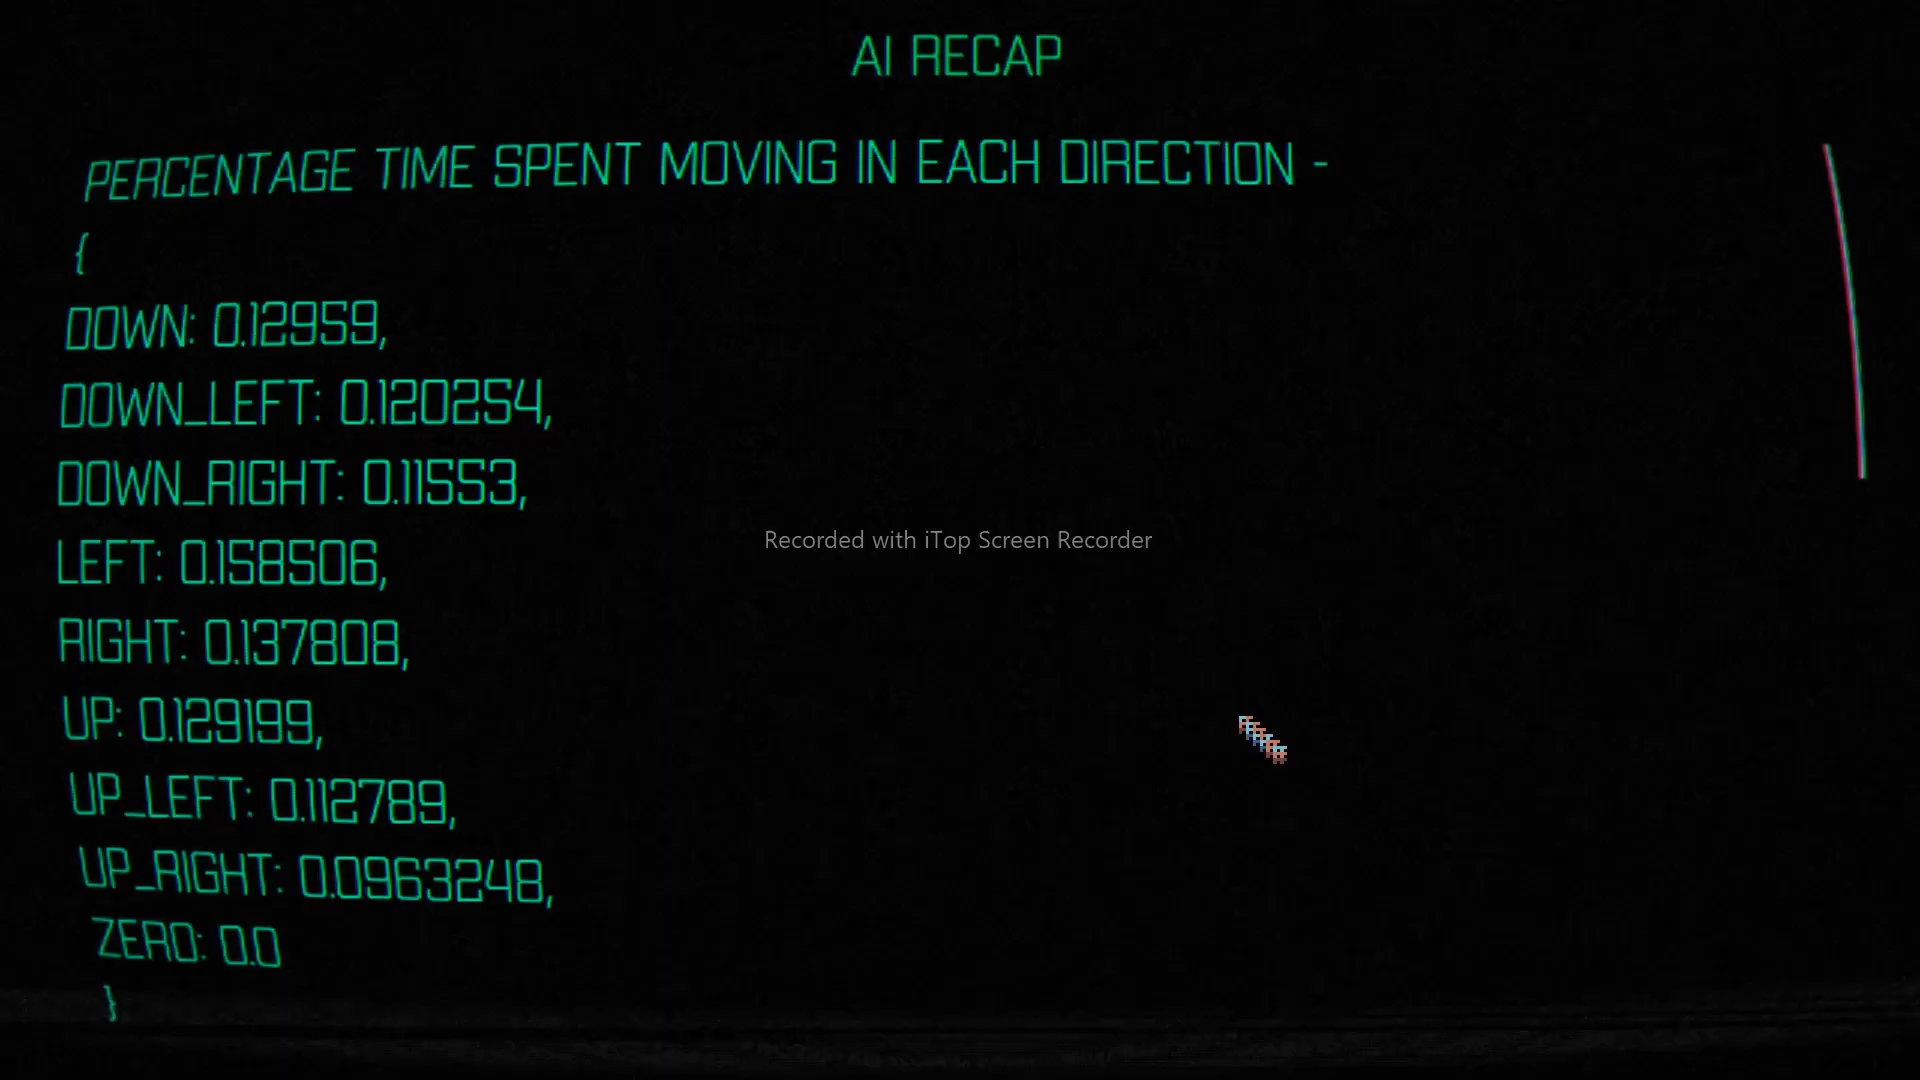 AI RECAP
PERCENTAGE TIME SPENT MOVING IN EACH DIRECTION -
{
DOWN: 0.12959,
DOWN_LEFT: 0.120254,
DOWN_RIGHT: 0.11553,
LEFT: 0.158506,
Recorded with iTop Screen Recorder
RIGHT: 0.137808,
UP: 0.129199,
UP_LEFT: 0.112789,
UP_RIGHT: 0.0963248,
ZERO: 0.0
}